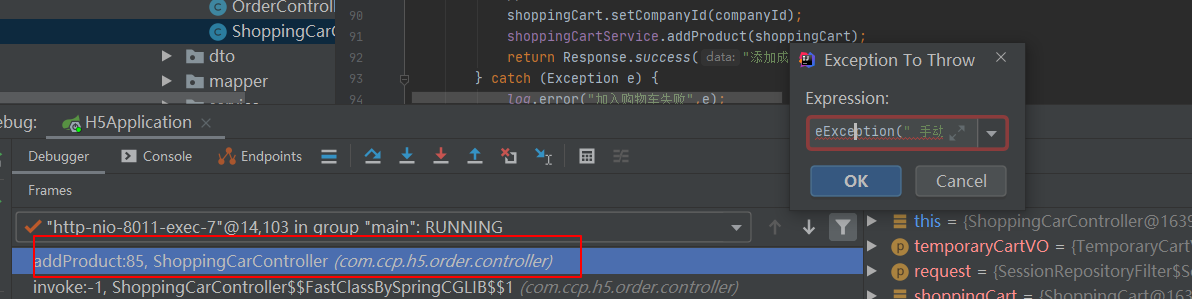 OrderControll
ShoppingCarC
dto
mapper
90 shoppingCart.setCompanyId(companyId);
91 shoppingCartService.addProduct(shoppingCart);
92 return Response.success( data: "添加成
93 } catch (Exception e) {
94 log.error("加入购物车失败",e);
Exception To Throw
Expression:
eException(" 手动
OK
Cancel
ebug:
H5Application
Debugger
Console
Endpoints
Frames
"http-nio-8011-exec-7"@14,103 in group "main": RUNNING
addProduct:85, ShoppingCarController (com.ccp.h5.order.controller)
invoke:-1, ShoppingCarController$$FastClassBySpringCGLIB$$1 (com.ccp.h5.order.controller)
this = {ShoppingCarController@1639
temporaryCartVO = {TemporaryCartV
request = {SessionRepositoryFilter$S
shoppingCart = {ShoppingCart@1640